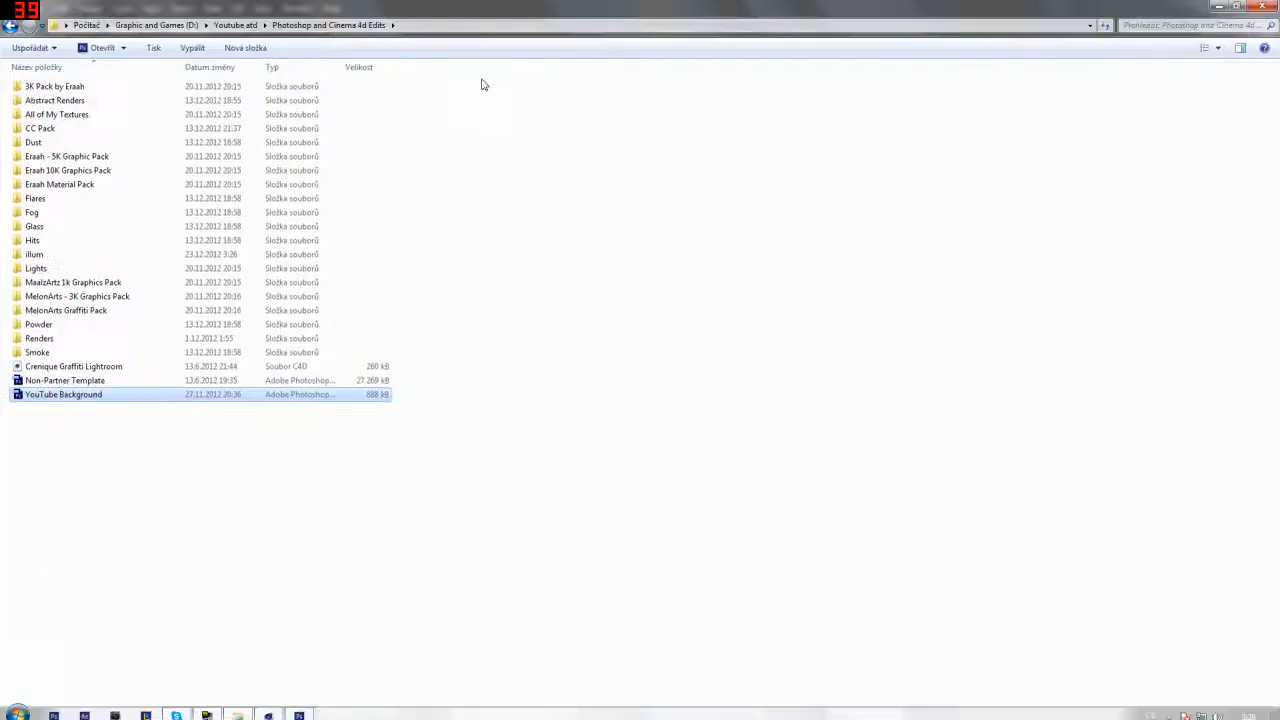 39
Počítač ▸ Graphic and Games (D:) ▸ Youtube atd ▸ Photoshop and Cinema 4d Edits ▸
Prohledat: Photoshop and Cinema 4d...
Uspořádat Otevřít Tisk Vypálit Nová složka
Název položky Datum změny Typ Velikost
3K Pack by Eraah 20.11.2012 20:15 Složka souborů
Abstract Renders 13.12.2012 18:55 Složka souborů
All of My Textures 20.11.2012 20:15 Složka souborů
CC Pack 13.12.2012 21:37 Složka souborů
Dust 13.12.2012 18:58 Složka souborů
Eraah - 5K Graphic Pack 20.11.2012 20:15 Složka souborů
Eraah 10K Graphics Pack 20.11.2012 20:15 Složka souborů
Eraah Material Pack 20.11.2012 20:15 Složka souborů
Flares 13.12.2012 18:58 Složka souborů
Fog 13.12.2012 18:58 Složka souborů
Glass 13.12.2012 18:58 Složka souborů
Hits 13.12.2012 18:58 Složka souborů
illum 23.12.2012 3:26 Složka souborů
Lights 20.11.2012 20:15 Složka souborů
MaalzArtz 1k Graphics Pack 20.11.2012 20:15 Složka souborů
MelonArts - 3K Graphics Pack 20.11.2012 20:16 Složka souborů
MelonArts Graffiti Pack 20.11.2012 20:16 Složka souborů
Powder 13.12.2012 18:58 Složka souborů
Renders 1.12.2012 1:55 Složka souborů
Smoke 13.12.2012 18:58 Složka souborů
Crenique Graffiti Lightroom 13.6.2012 21:44 Soubor C4D 260 kB
Non-Partner Template 13.6.2012 19:35 Adobe Photoshop... 27 269 kB
YouTube Background 27.11.2012 20:36 Adobe Photoshop... 888 kB